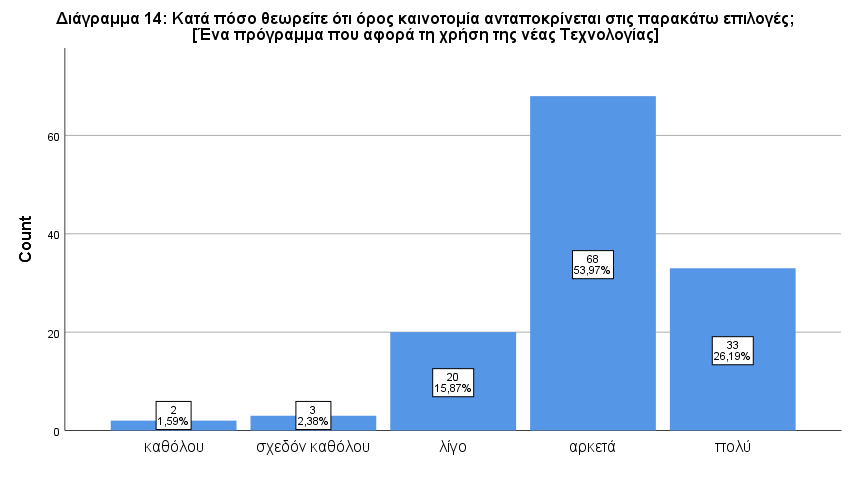 Διάγραμμα 14: Κατά πόσο θεωρείτε ότι όρος καινοτομία ανταποκρίνεται στις παρακάτω επιλογές;
[Ένα πρόγραμμα που αφορά τη χρήση της νέας Τεχνολογίας]
Count
60
40
20
0
2
1,59%
3
2,38%
20
15,87%
68
53,97%
33
26,19%
καθόλου
σχεδόν καθόλου
λίγο
αρκετά
πολύ